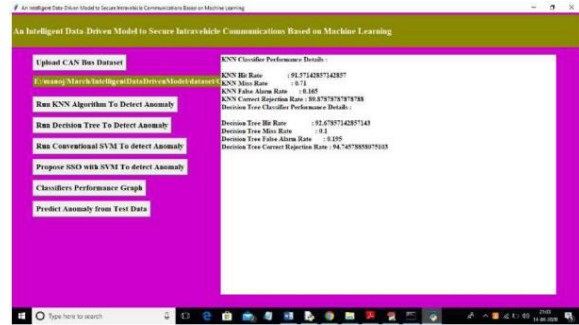 An Intelligent Data Driven Model to Secure Intravehicle Communications Based on Machine Learning
An Intelligent Data Driven Model to Secure Intravehicle Communications Based on Machine Learning
Upload CAN Bus Dataset
E:/manoj/March/IntelligentDataDrivenModel/dataset/
Run KNN Algorithm To Detect Anomaly
Run Decision Tree To Detect Anomaly
Run Conventional SVM To detect Anomaly
Propose SSO with SVM To detect Anomaly
Classifiers Performance Graph
Predict Anomaly from Test Data
KNN Classifier Performance Details :
KNN Hit Rate : 91.57142857142857
KNN Miss Rate : 0.71
KNN False Alarm Rate : 0.165
KNN Correct Rejection Rate : 89.87878787878788
Decision Tree Classifier Performance Details :
Decision Tree Hit Rate : 92.67857142857143
Decision Tree Miss Rate : 0.1
Decision Tree False Alarm Rate : 0.195
Decision Tree Correct Rejection Rate : 94.74578858075103
Type here to search
21:03